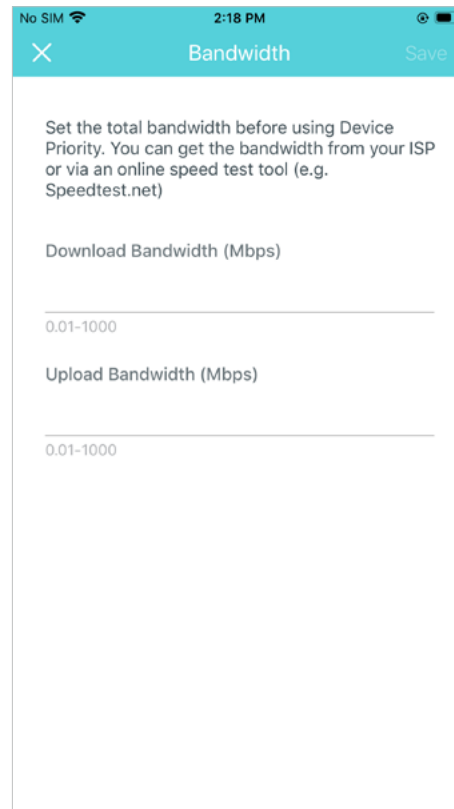 No SIM 2:18 PM
Bandwidth Save
Set the total bandwidth before using Device
Priority. You can get the bandwidth from your ISP
or via an online speed test tool (e.g.
Speedtest.net)
Download Bandwidth (Mbps)
0.01-1000
Upload Bandwidth (Mbps)
0.01-1000